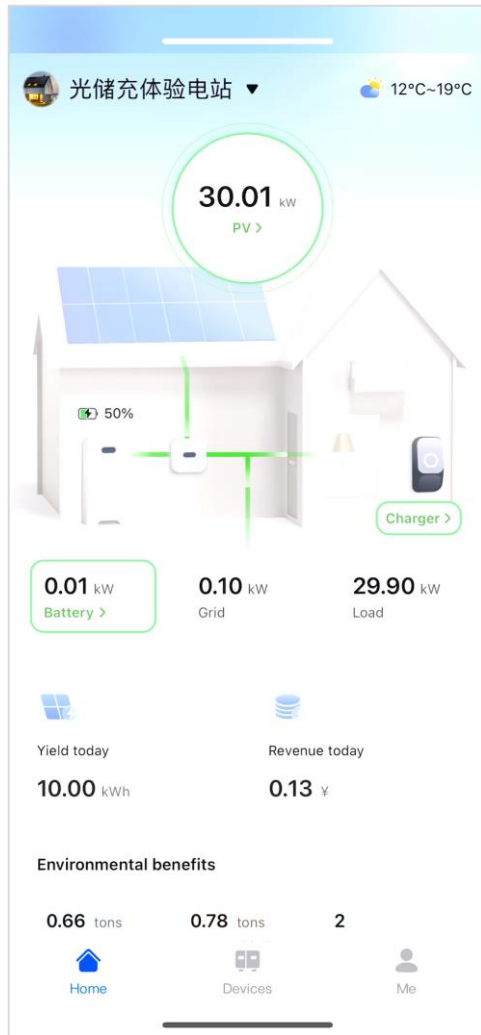 光储充体验电站 ▼ 12°C~19°C
30.01 kW
PV >
50%
Charger >
0.01 kW 0.10 kW 29.90 kW
Battery > Grid Load
Yield today Revenue today
10.00 kWh 0.13 ¥
Environmental benefits
0.66 tons 0.78 tons 2
Home Devices Me